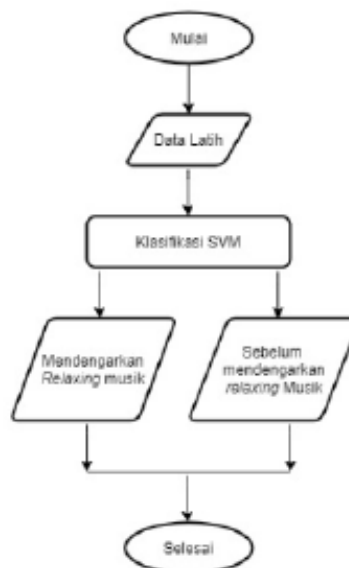 Mulai
Data Latih
Klasifikasi SVM
Mendengarkan
Relaxing musik
Sebelum
mendengarkan
relaxing Musik
Selesai